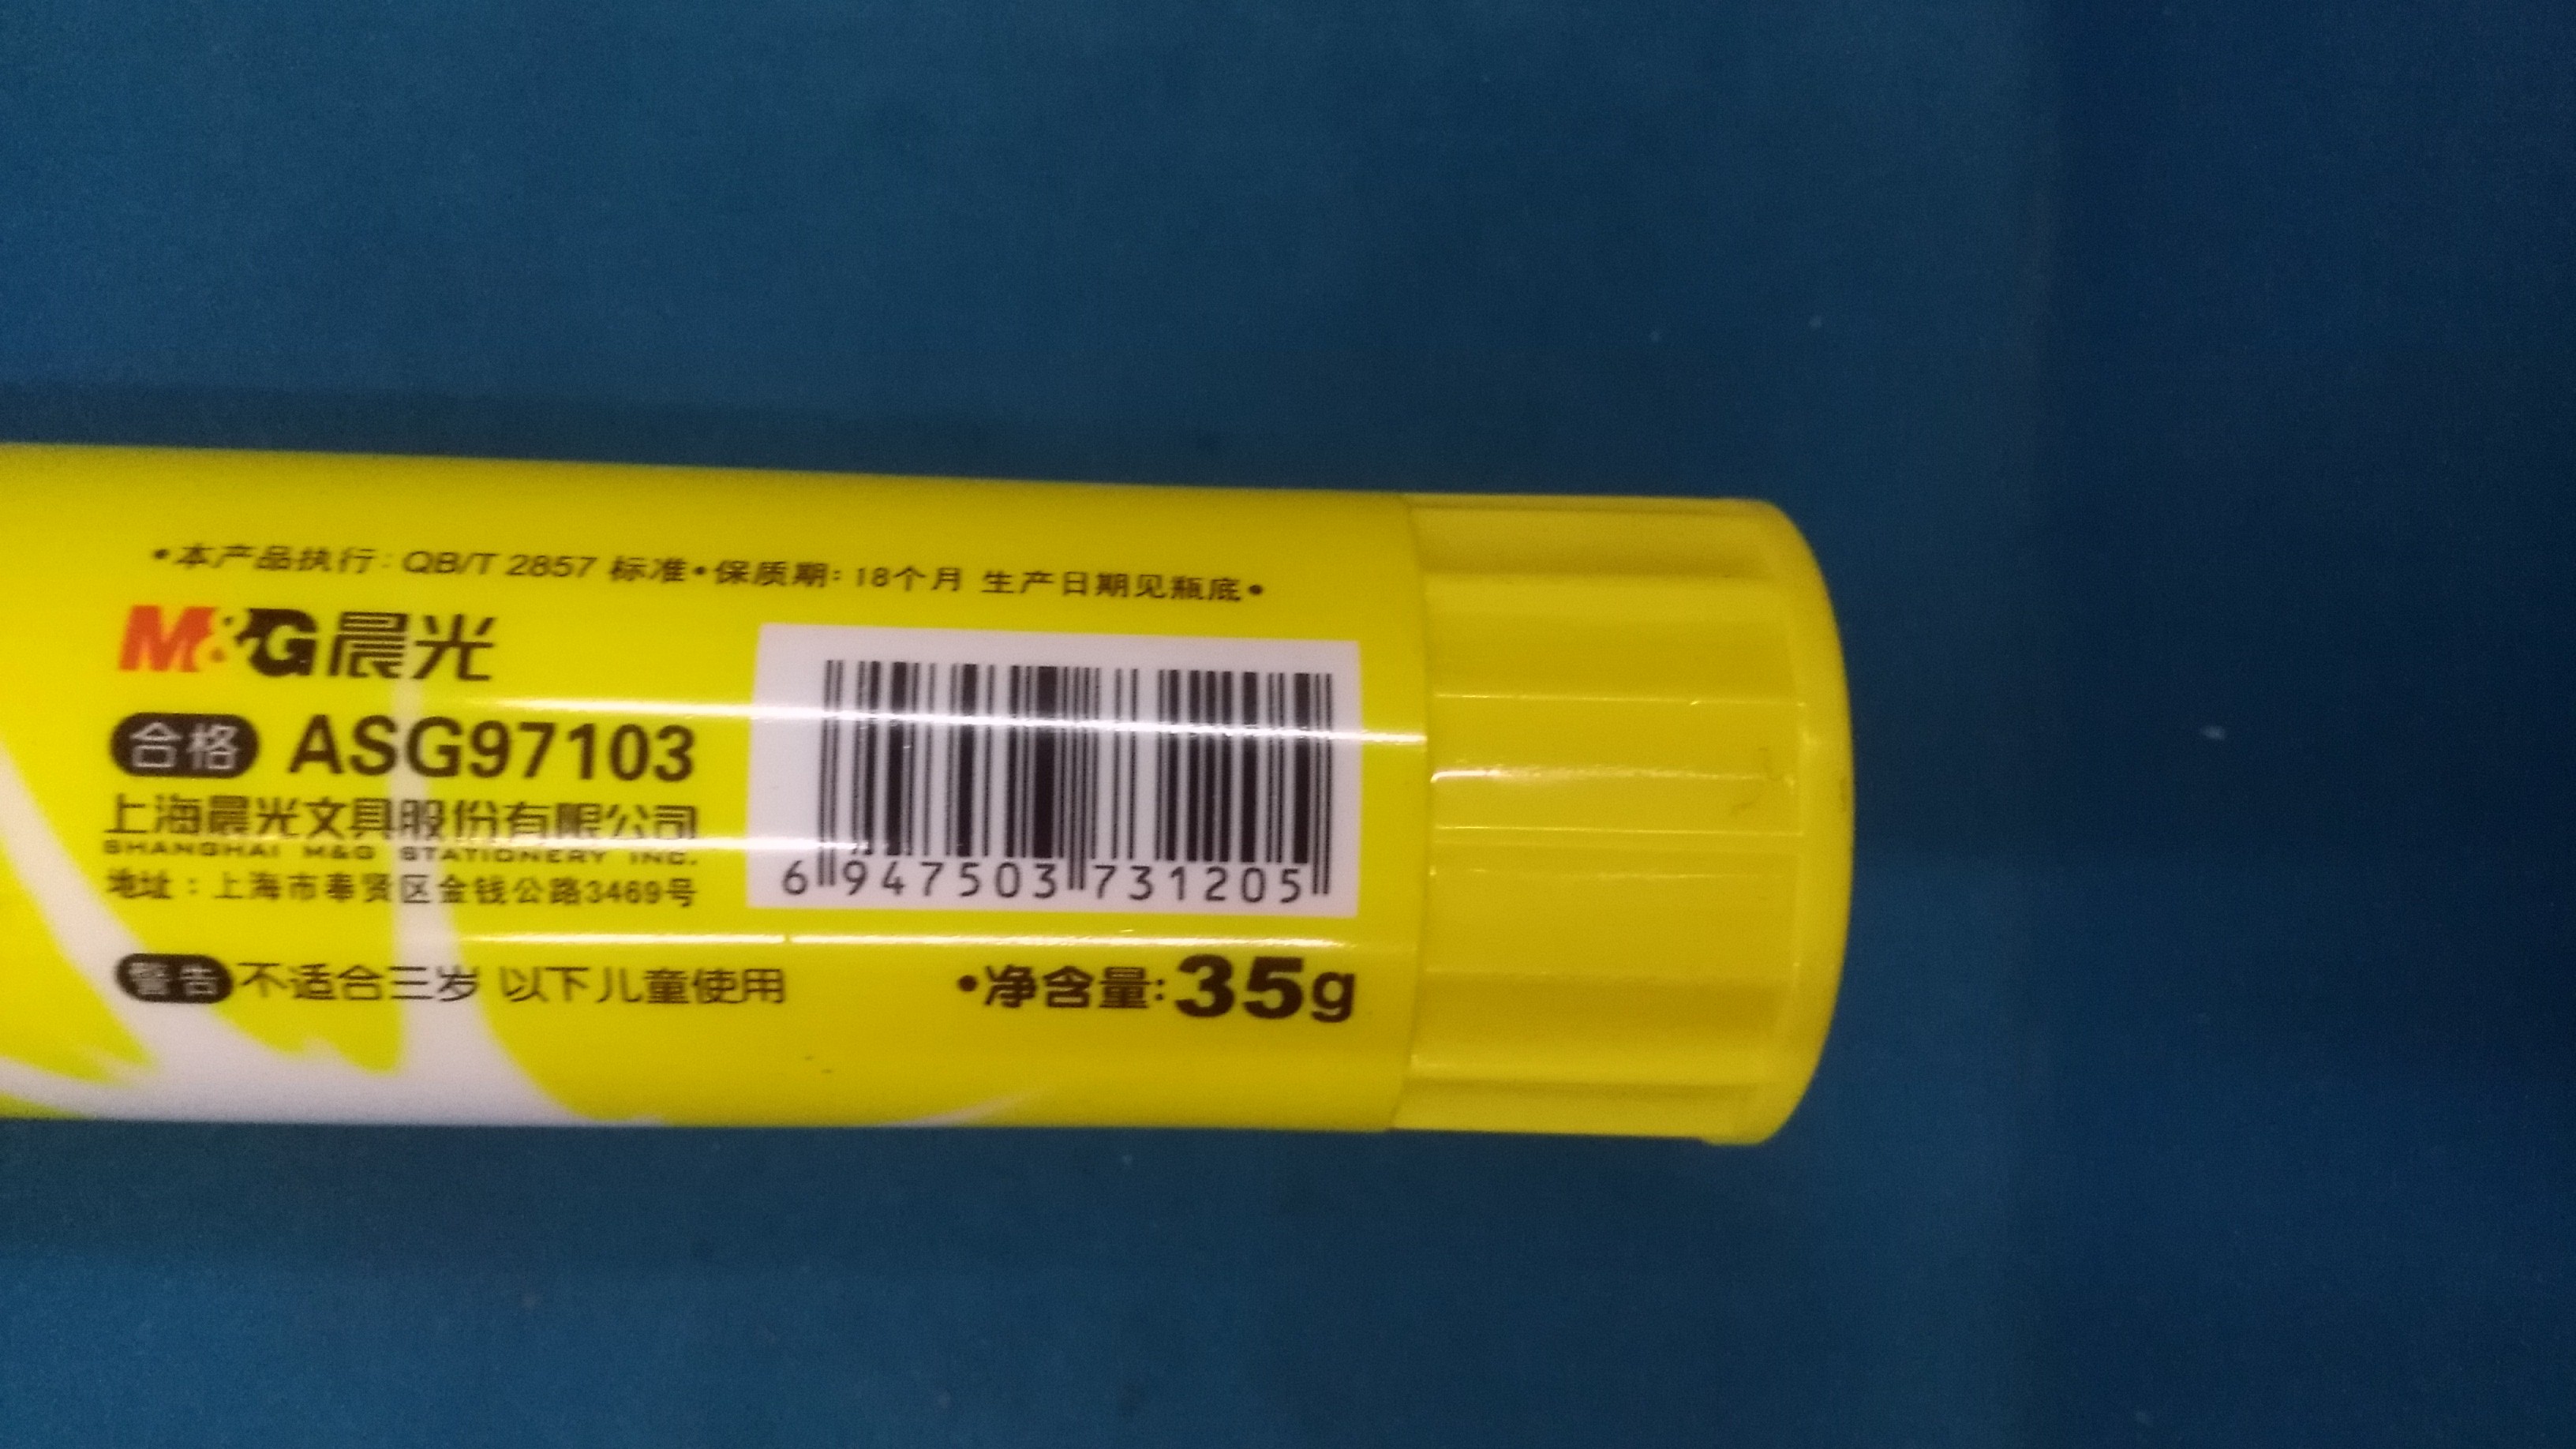 •本产品执行: QB/T 2857 标准•保质期: 18个月 生产日期见瓶底•
M&G晨光
合格 ASG97103
上海晨光文具股份有限公司
SHANGHAI M&G STATIONERY INC.
地址：上海市奉贤区金钱公路3469号
6 947503 731205
警告 不适合三岁 以下儿童使用
•净含量: 35g